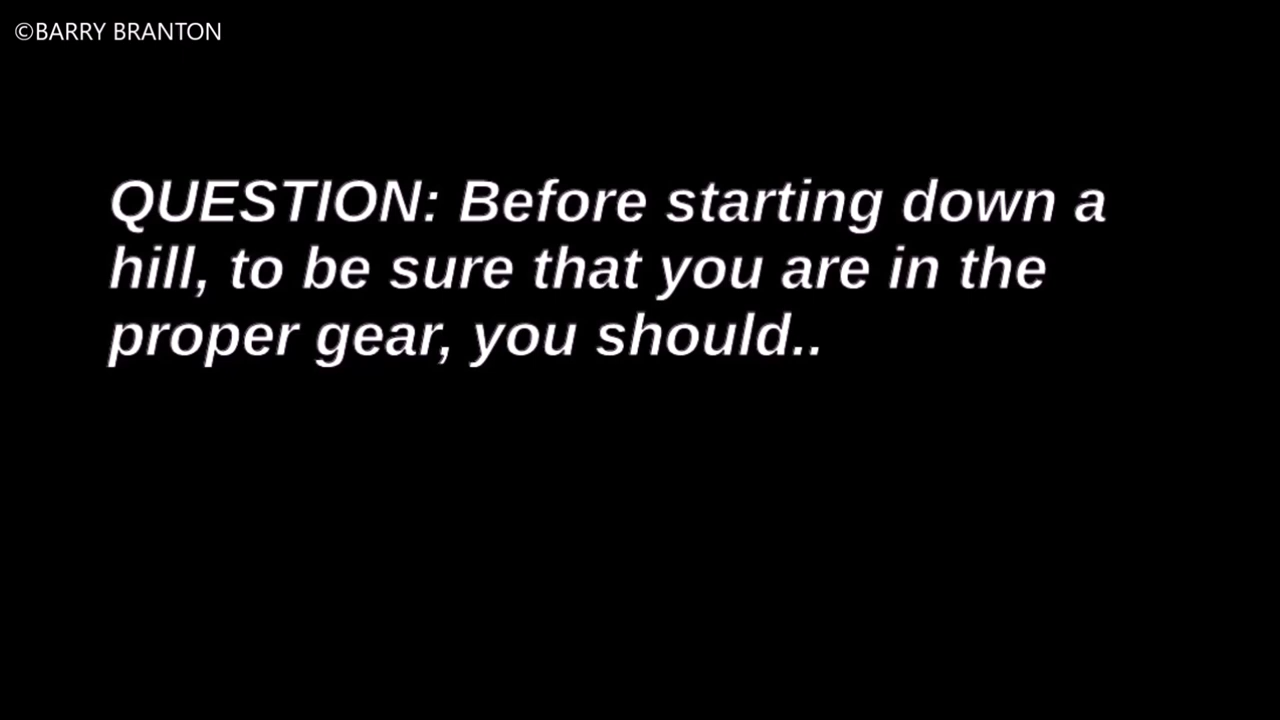 ©BARRY BRANTON
QUESTION: Before starting down a
hill, to be sure that you are in the
proper gear, you should..